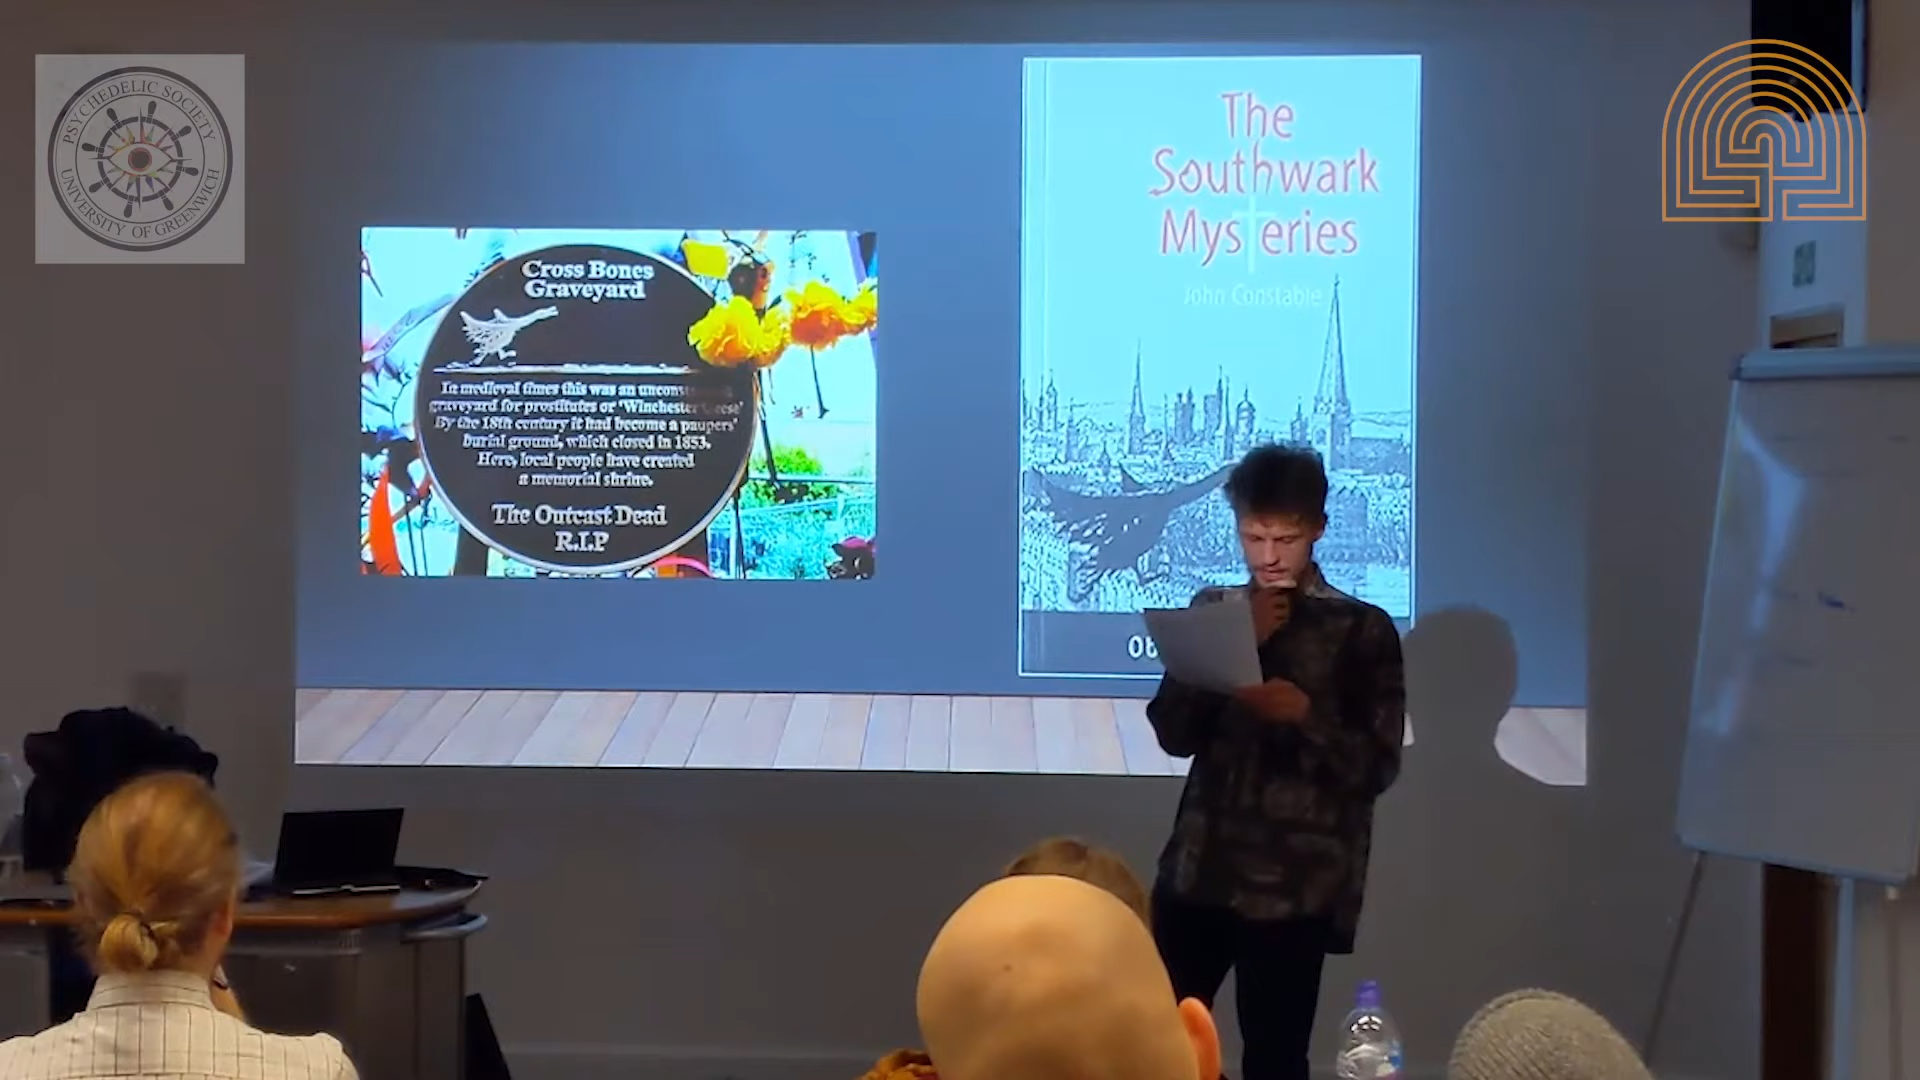 PSYCHEDELIC SOCIETY
UNIVERSITY OF GREENWICH
Cross Bones
Graveyard
In medieval times this was an
graveyard for prostitutes or 'Winchester Geese'
By the 18th century it had become a paupers'
burial ground, which closed in 1853.
Here, local people have created
a memorial shrine.
The Outcast Dead
R.I.P
The
Southwark
Mysteries
John Constable